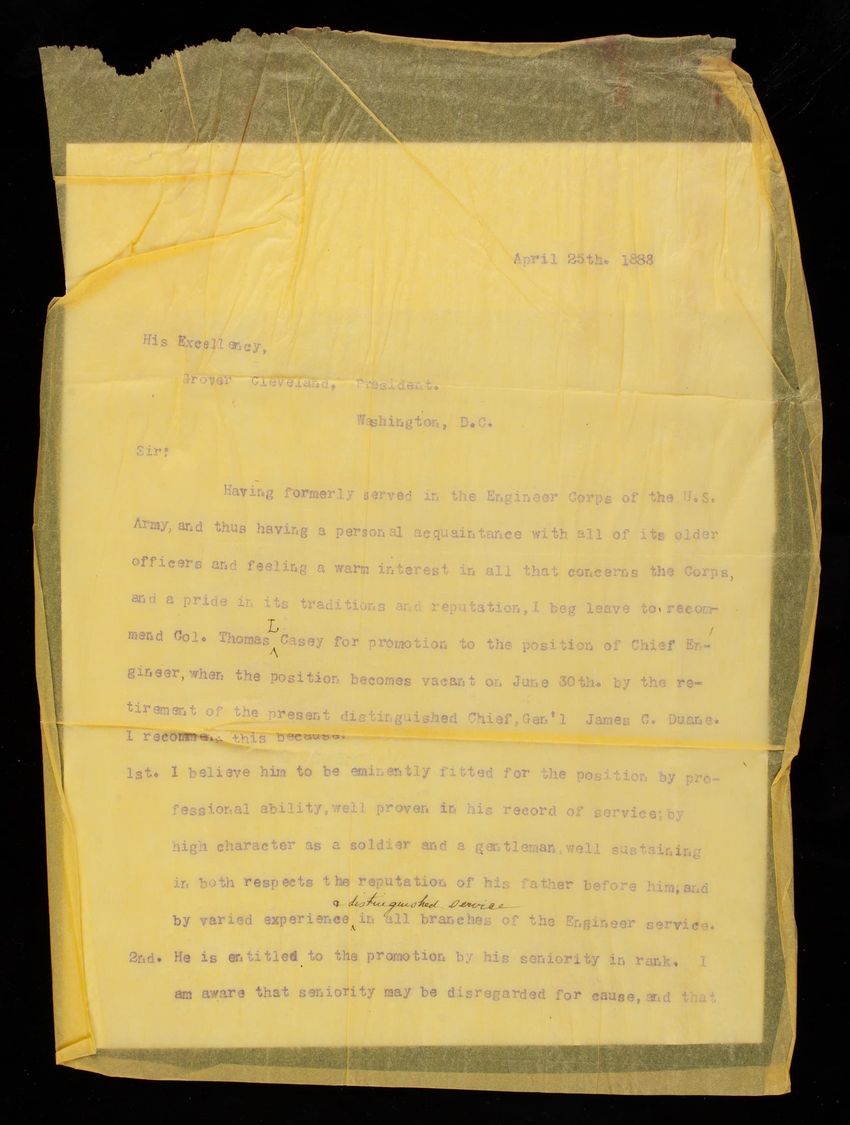 April 25th. 1888
His Excellency,
Grover Cleveland, President.
Washington, D.C.
Sir:
Having formerly served in the Engineer Corps of the U.S.
Army, and thus having a personal acquaintance with all of its older
officers and feeling a warm interest in all that concerns the Corps,
and a pride in its traditions and reputation, I beg leave to recom-
mend Col. Thomas L Casey for promotion to the position of Chief En-
gineer, when the position becomes vacant on June 30th. by the re-
tirement of the present distinguished Chief, Gen'l James C. Duane.
I recommend this because.
1st. I believe him to be eminently fitted for the position by pro-
fessional ability, well proven in his record of service; by
high character as a soldier and a gentleman, well sustaining
in both respects the reputation of his father before him; and
a distinguished service
by varied experience in all branches of the Engineer service.
2nd. He is entitled to the promotion by his seniority in rank. I
am aware that seniority may be disregarded for cause, and that